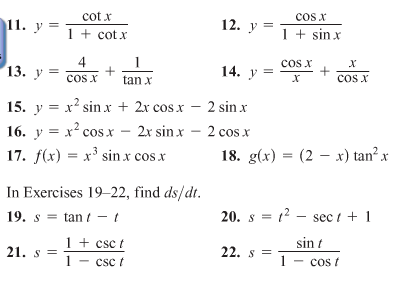 11. y = cot x / (1 + cot x) 12. y = cos x / (1 + sin x)
13. y = 4 / cos x + 1 / tan x 14. y = cos x / x + x / cos x
15. y = x² sin x + 2x cos x − 2 sin x
16. y = x² cos x − 2x sin x − 2 cos x
17. f(x) = x³ sin x cos x 18. g(x) = (2 − x) tan² x
In Exercises 19–22, find ds/dt.
19. s = tan t − t 20. s = t² − sec t + 1
21. s = (1 + csc t) / (1 − csc t) 22. s = sin t / (1 − cos t)